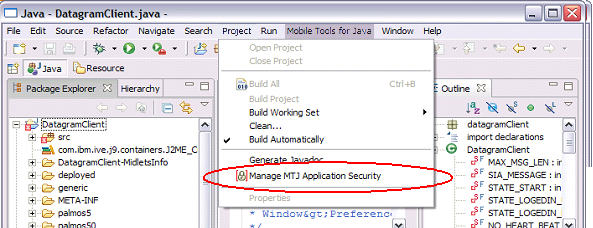 Java - DatagramClient.java -
File Edit Source Refactor Navigate Search Project Run Mobile Tools for Java Window Help
Java Resource
Package Explorer Hierarchy
DatagramClient
src
com.ibm.ive.j9.containers.J2ME_C
DatagramClient-MidletsInfo
deployed
generic
META-INF
palmos5
palmos50
Open Project
Close Project
Build All Ctrl+B
Build Project
Build Working Set
Clean...
Build Automatically
Generate Javadoc...
Manage MTJ Application Security
Properties
* Window&gt;Preference
*/
Outline
datagramClient
import declarations
DatagramClient
MAX_MSG_LEN : in
SIA_MESSAGE : in
STATE_START : in
STATE_LOGEDIN_
STATE_LOGEDIN_
NO_HEART_BEAT